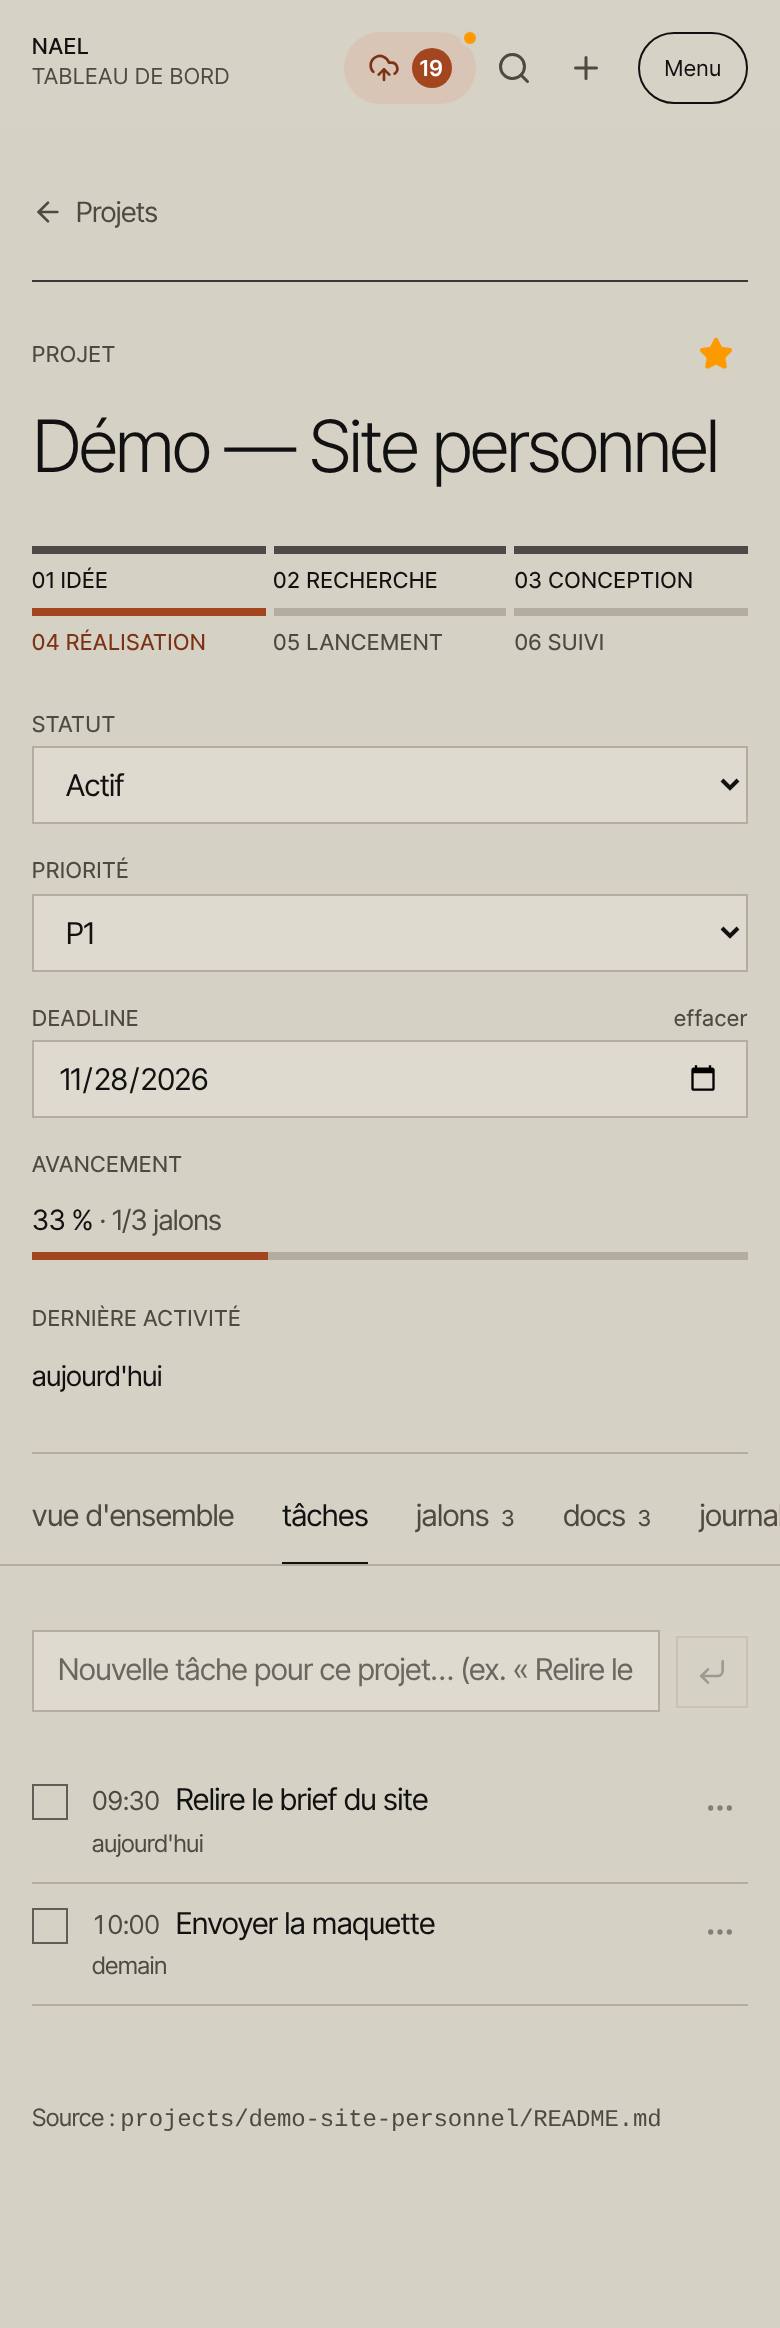 NAEL
TABLEAU DE BORD
19
Menu
Projets
PROJET
Démo — Site personnel
01 IDÉE 02 RECHERCHE 03 CONCEPTION
04 RÉALISATION 05 LANCEMENT 06 SUIVI
STATUT
Actif
PRIORITÉ
P1
DEADLINE effacer
11/28/2026
AVANCEMENT
33 % · 1/3 jalons
DERNIÈRE ACTIVITÉ
aujourd'hui
vue d'ensemble tâches jalons 3 docs 3 journa
Nouvelle tâche pour ce projet… (ex. « Relire le
09:30 Relire le brief du site
aujourd'hui
10:00 Envoyer la maquette
demain
Source : projects/demo-site-personnel/README.md